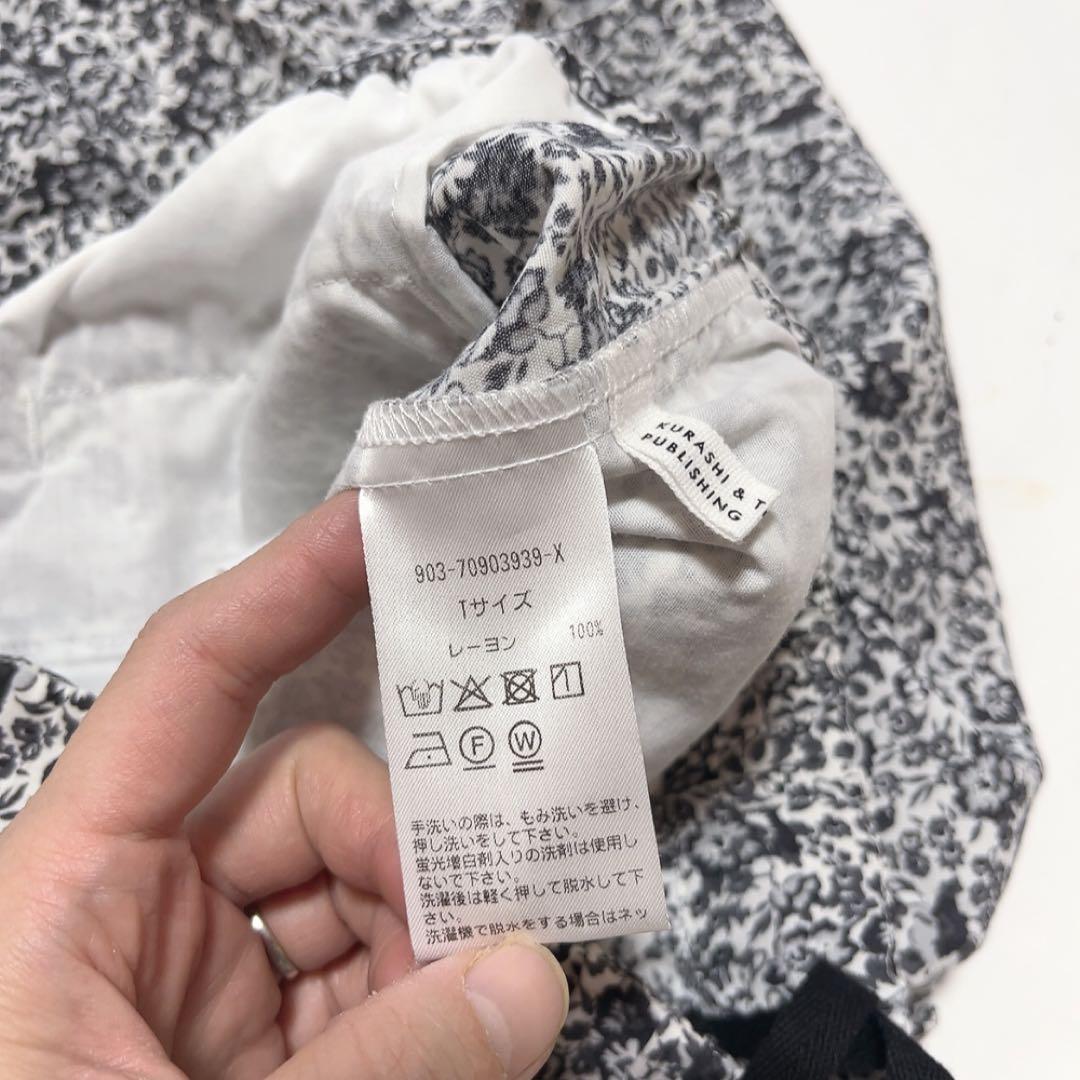 KURASHI & T
PUBLISHING
903-70903939-X
Tサイズ
レーヨン 100%
F W
手洗いの際は、もみ洗いを避け、
押し洗いをして下さい。
蛍光増白剤入りの洗剤は使用し
ないで下さい。
洗濯後は軽く押して脱水して下
さい。
洗濯機で脱水をする場合はネッ